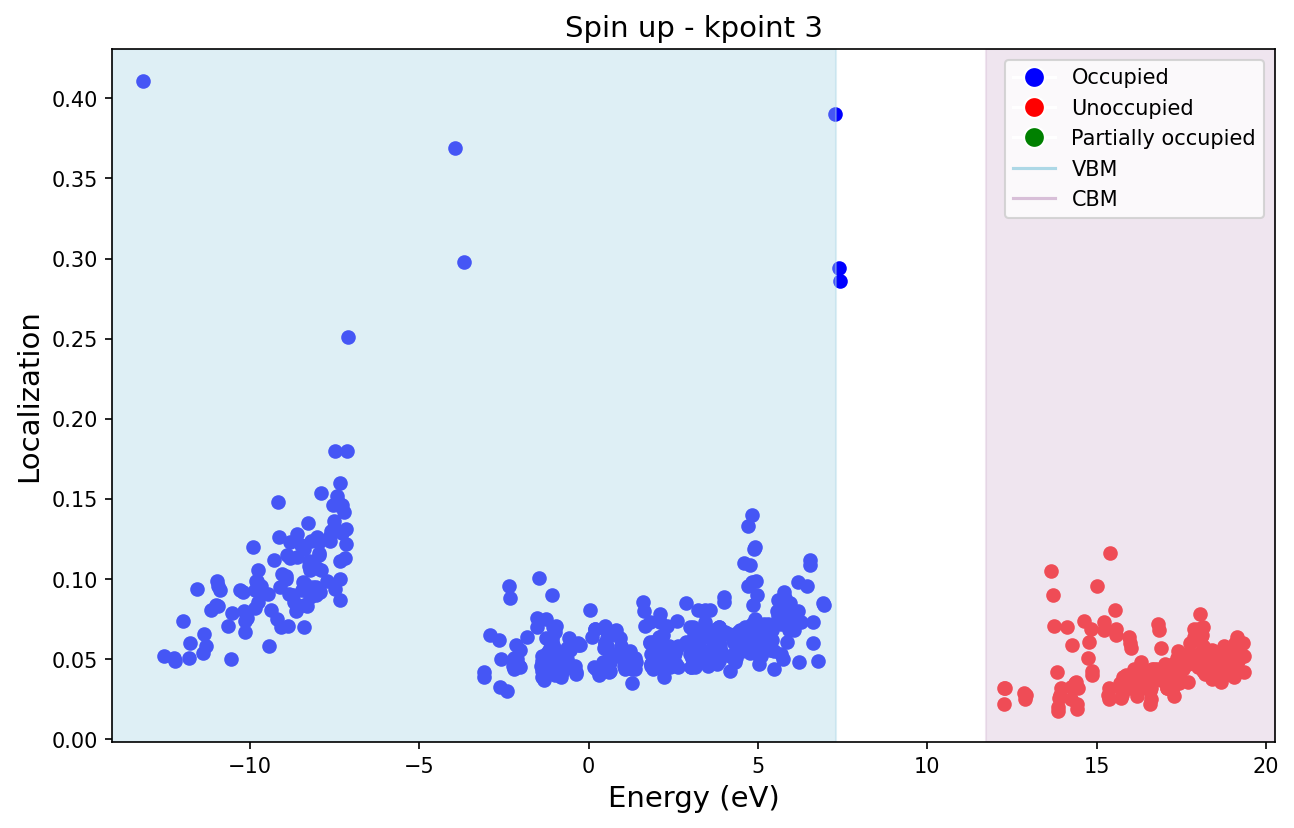 Spin up - kpoint 3
Localization
0.40
0.35
0.30
0.25
0.20
0.15
0.10
0.05
0.00
Occupied
Unoccupied
Partially occupied
VBM
CBM
−10
−5
0
5
10
15
20
Energy (eV)